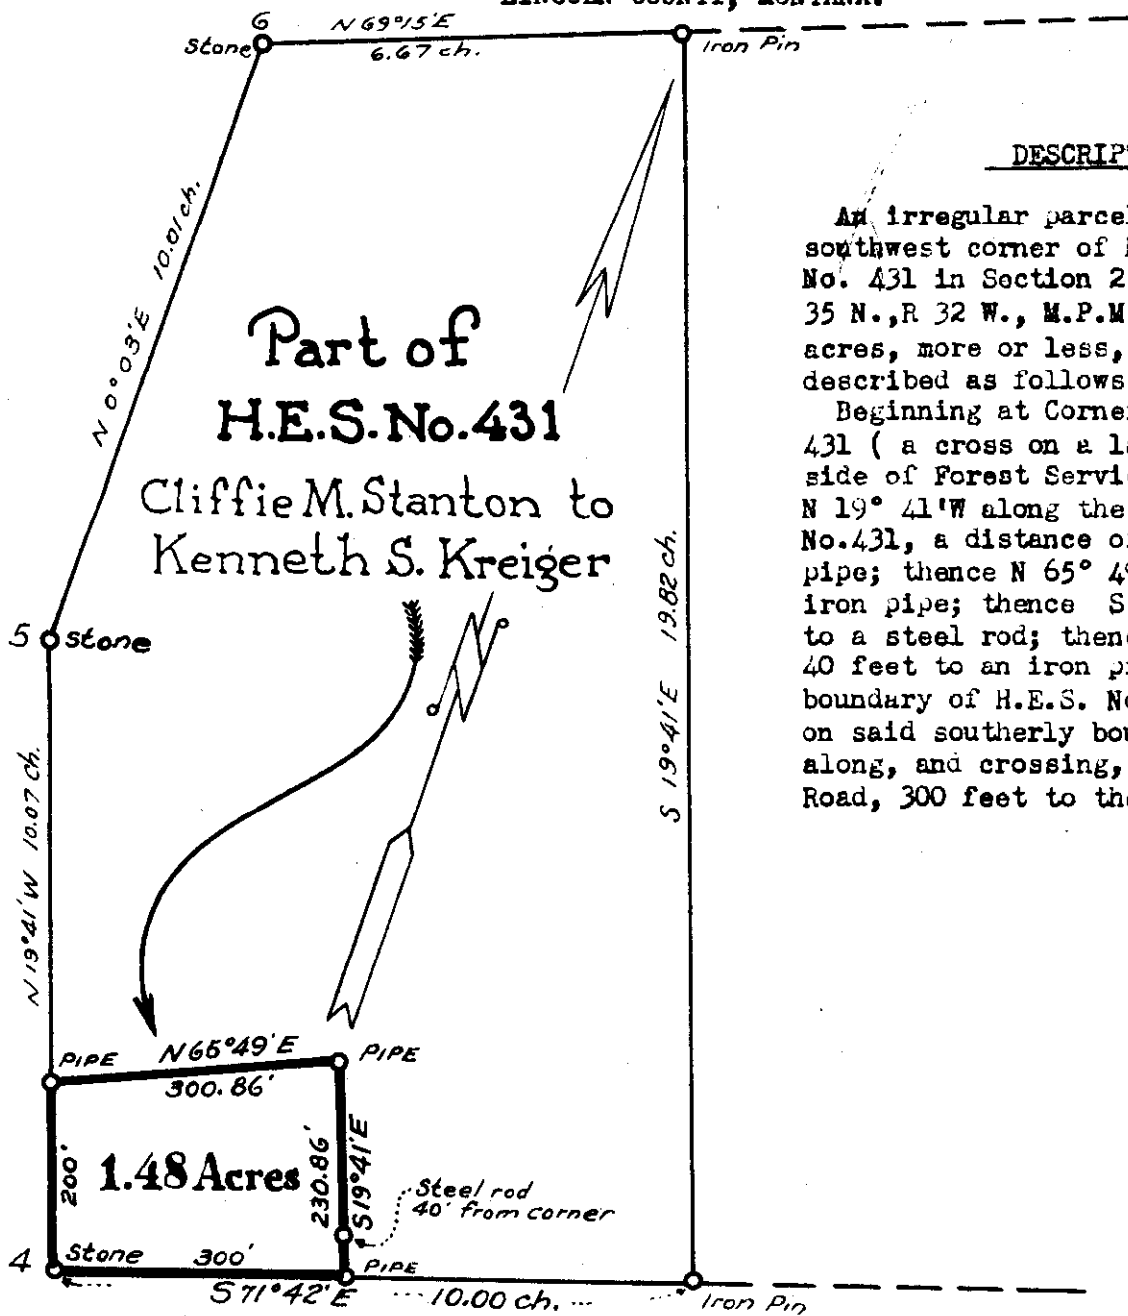 LINCOLN COUNTY, MONTANA.
6
Stone
N 69°15'E
6.67 ch.
Iron Pin
N 0°03'E 10.01 ch.
Part of
H.E.S. No. 431
Cliffie M. Stanton to
Kenneth S. Kreiger
S 19°41'E 19.82 ch.
5 Stone
N 19°41'W 10.07 ch.
PIPE
N 65°49'E
PIPE
300.86'
200'
1.48 Acres
230.86'
S 19°41'E
Steel rod
40' from corner
4
Stone
300'
PIPE
S 71°42'E
10.00 ch.
Iron Pin
DESCRIPT
An irregular parcel
southwest corner of
No. 431 in Section 2
35 N.,R 32 W., M.P.M
acres, more or less,
described as follows
Beginning at Corne
431 ( a cross on a l
side of Forest Servi
N 19° 41'W along the
No.431, a distance o
pipe; thence N 65° 4
iron pipe; thence S
to a steel rod; then
40 feet to an iron
boundary of H.E.S. N
on said southerly bou
along, and crossing,
Road, 300 feet to the